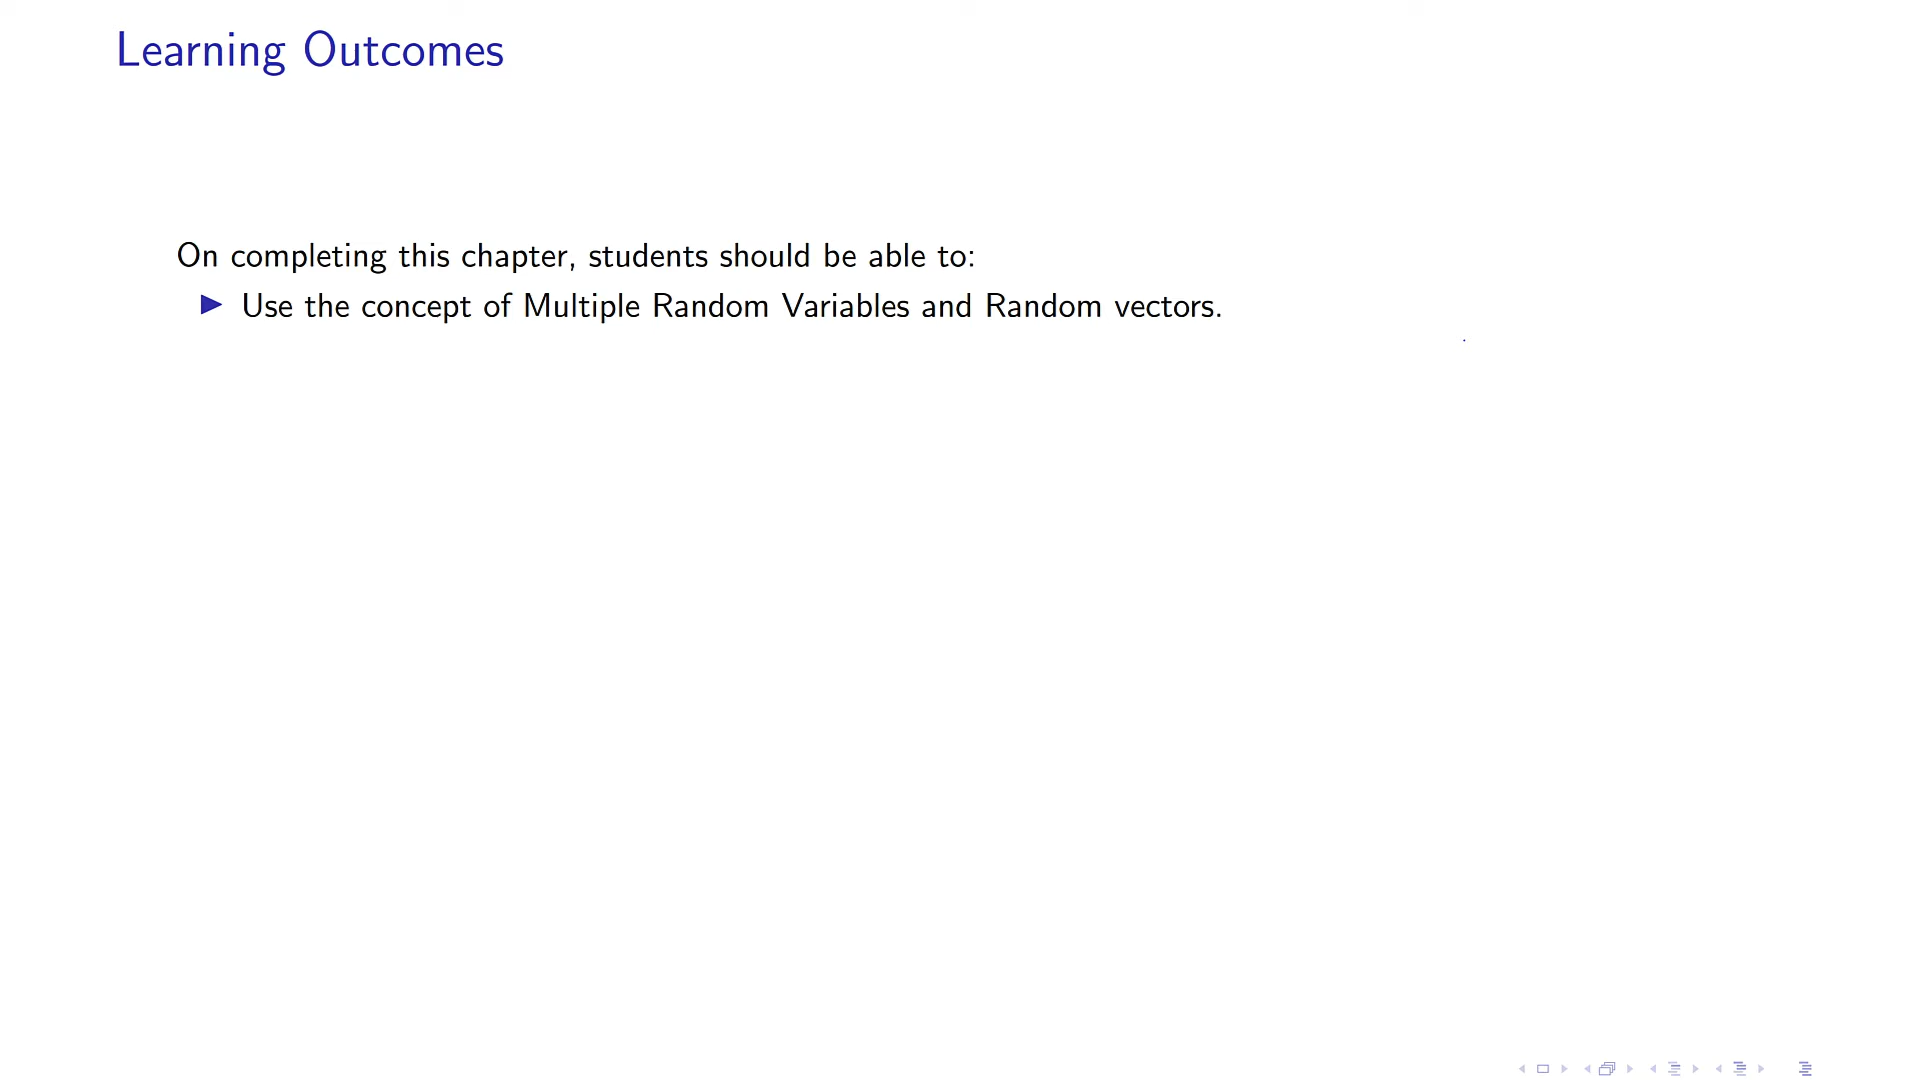 Learning Outcomes
On completing this chapter, students should be able to:
Use the concept of Multiple Random Variables and Random vectors.